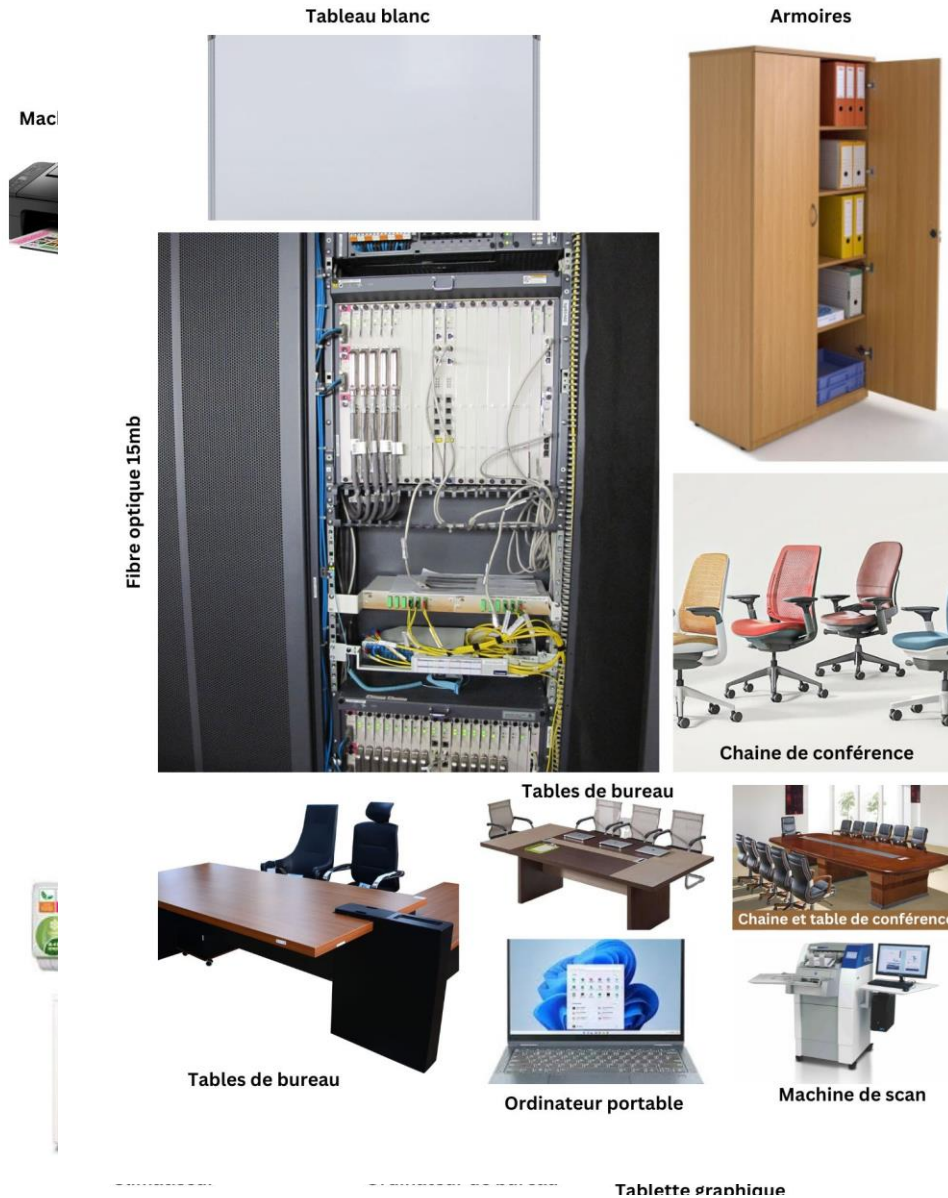 Tableau blanc
Armoires
Fibre optique 15mb
Chaine de conférence
Tables de bureau
Chaine et table de conférence
Tables de bureau
Ordinateur portable
Machine de scan
Tablette graphique